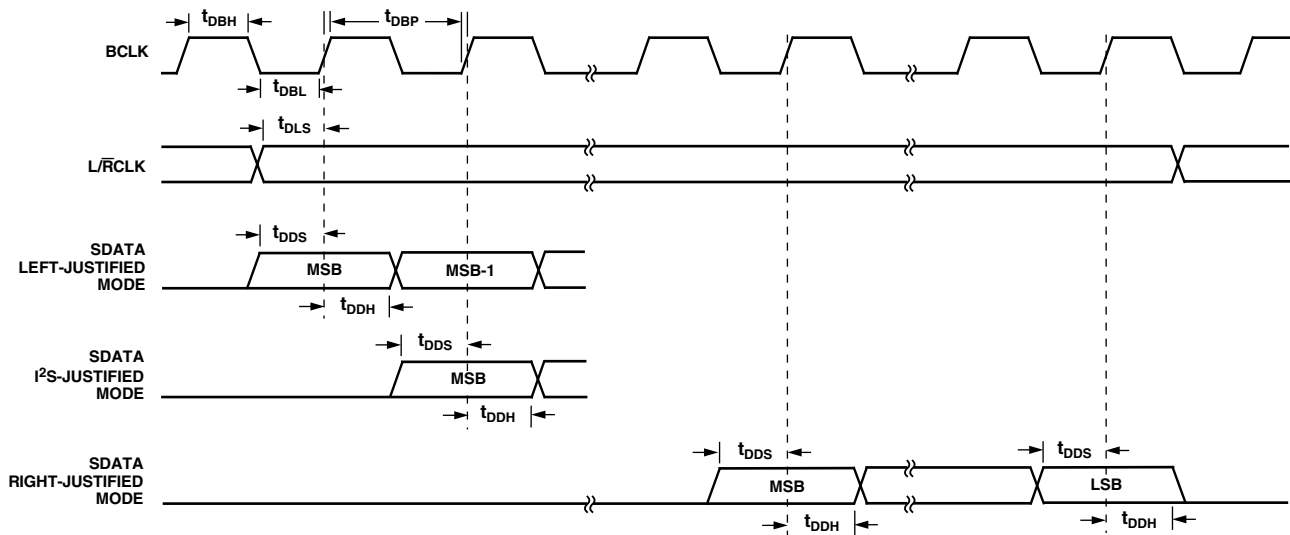 tDBH
tDBP
BCLK
tDBL
tDLS
L/R̅CLK
tDDS
SDATA
LEFT-JUSTIFIED
MODE
MSB
MSB-1
tDDH
tDDS
SDATA
I²S-JUSTIFIED
MODE
MSB
tDDH
SDATA
RIGHT-JUSTIFIED
MODE
tDDS
tDDS
MSB
LSB
tDDH
tDDH